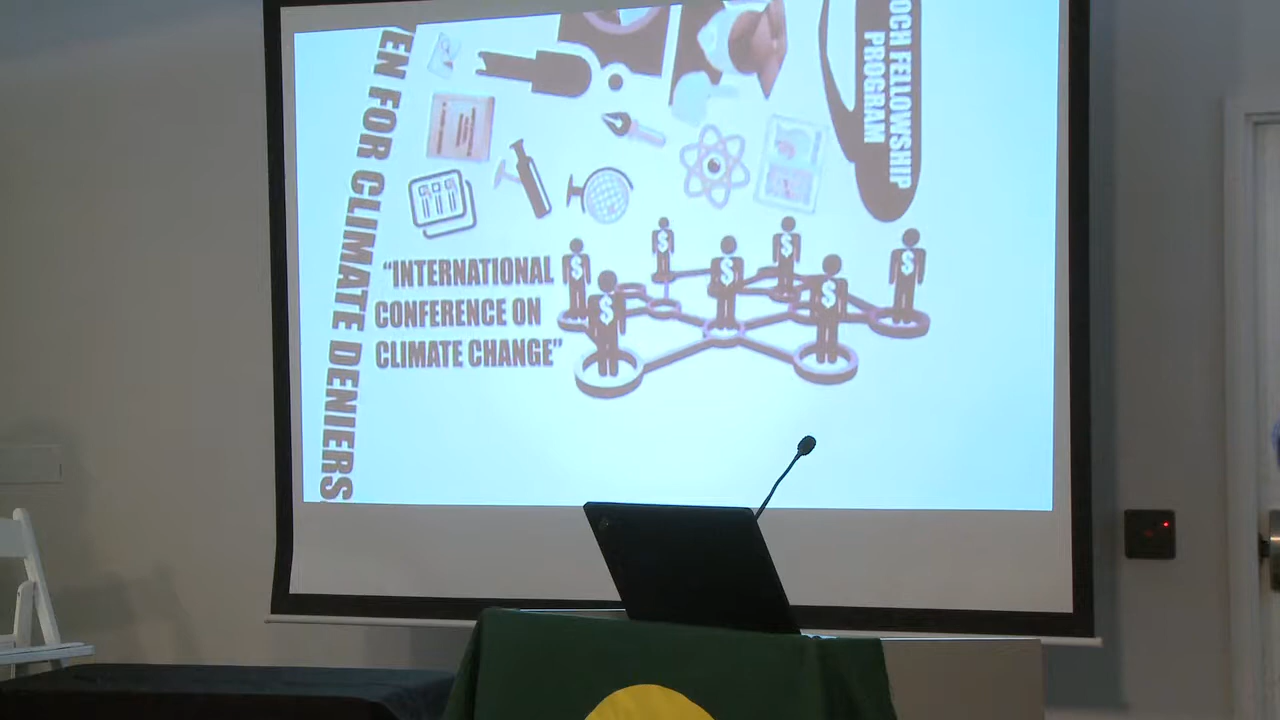 EN FOR CLIMATE DENIERS
OCH FELLOWSHIP
PROGRAM
“INTERNATIONAL
CONFERENCE ON
CLIMATE CHANGE”
$ $ $ $ $ $ $